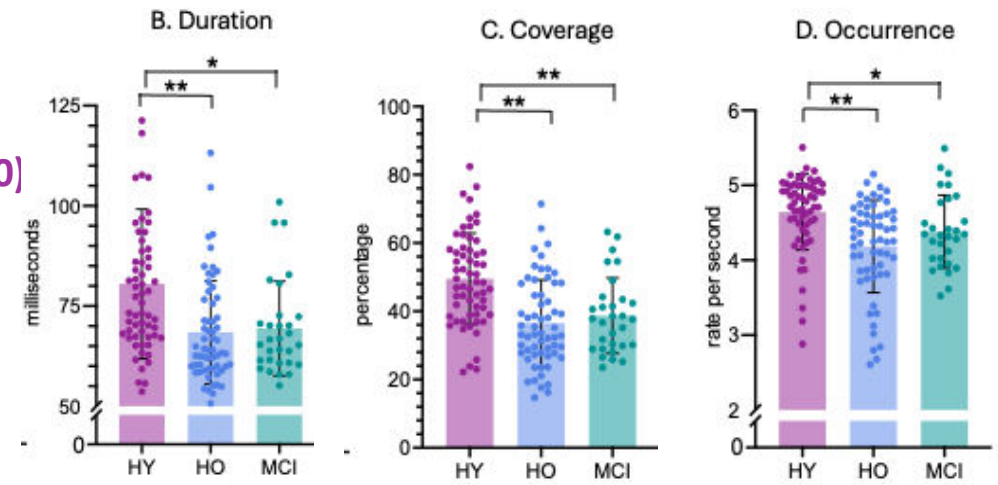 B. Duration
*
**
125
100
75
50
0
milliseconds
HY HO MCI
0)
C. Coverage
**
**
100
80
60
40
20
0
percentage
HY HO MCI
D. Occurrence
*
**
6
5
4
3
2
0
rate per second
HY HO MCI